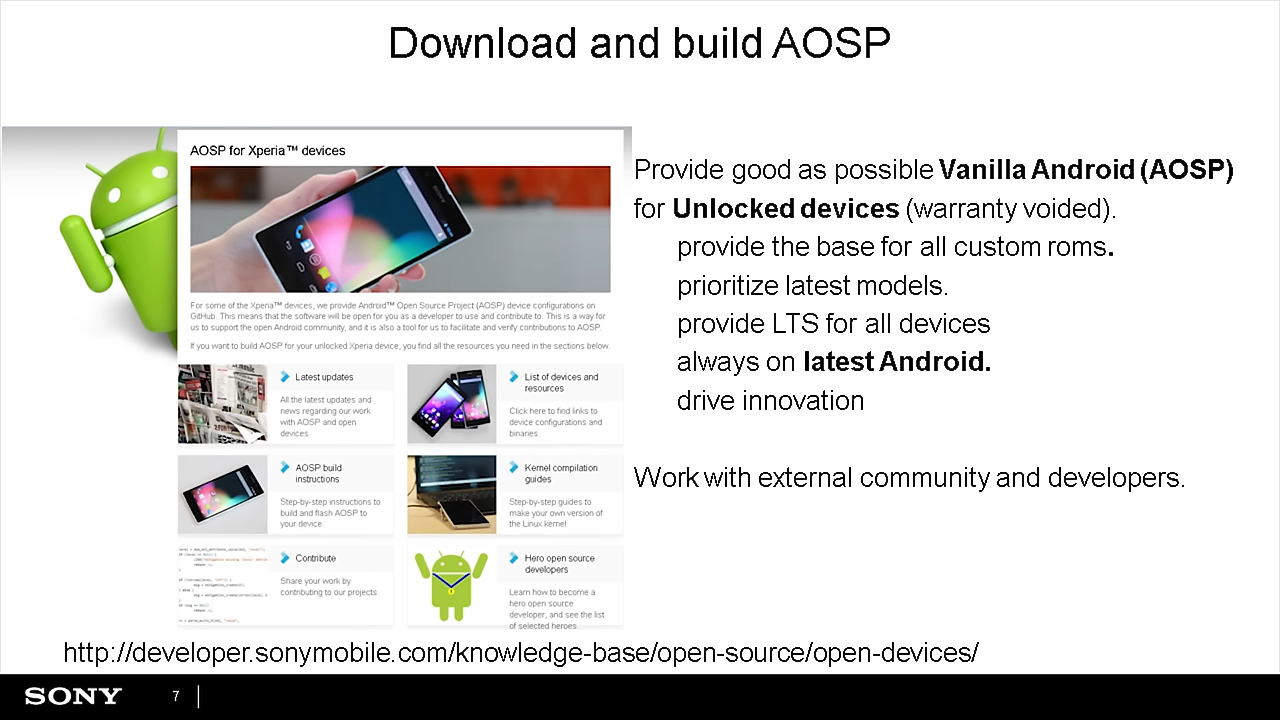 Download and build AOSP
AOSP for Xperia™ devices
For some of the Xperia™ devices, we provide Android™ Open Source Project (AOSP) device configurations on
GitHub. This means that the software will be open for you as a developer to use and contribute to. This is a way for
us to support the open Android community, and it is also a tool for us to facilitate and verify contributions to AOSP.
If you want to build AOSP for your unlocked Xperia device, you find all the resources you need in the sections below.
Latest updates
All the latest updates and
news regarding our work
with AOSP and open
devices.
List of devices and
resources
Click here to find links to
device configurations and
binaries.
AOSP build
instructions
Step-by-step instructions to
build and flash AOSP to
your device.
Kernel compilation
guides
Step-by-step guides to
make your own version of
the Linux kernel.
Contribute
Share your work by
contributing to our projects.
Hero open source
developers
Learn how to become a
hero open source
developer, and see the list
of selected heroes.
Provide good as possible Vanilla Android (AOSP)
for Unlocked devices (warranty voided).
provide the base for all custom roms.
prioritize latest models.
provide LTS for all devices
always on latest Android.
drive innovation
Work with external community and developers.
http://developer.sonymobile.com/knowledge-base/open-source/open-devices/
SONY
7